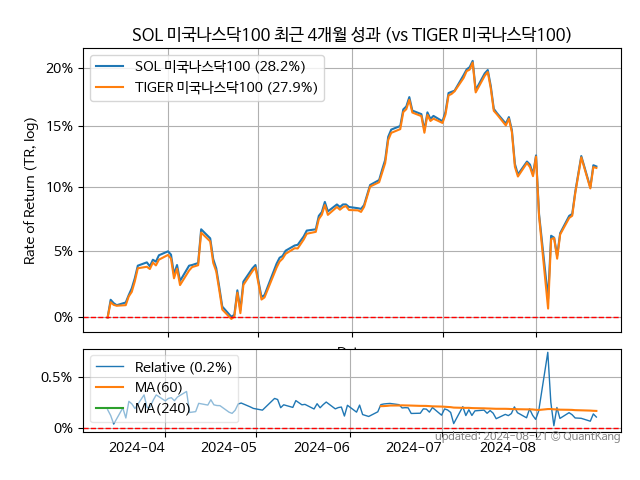 SOL 미국나스닥100 최근 4개월 성과 (vs TIGER 미국나스닥100)
SOL 미국나스닥100 (28.2%)
TIGER 미국나스닥100 (27.9%)
Rate of Return (TR, log)
20%
15%
10%
5%
0%
Relative (0.2%)
MA(60)
MA(240)
0.5%
0%
2024-04
2024-05
2024-06
2024-07
2024-08
updated: 2024-08-21 © QuantKang